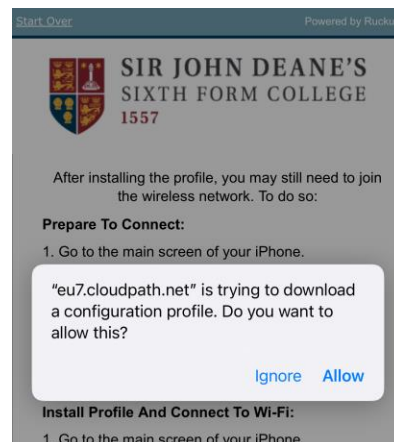 Start Over
Powered by Rucku
SIR JOHN DEANE'S
SIXTH FORM COLLEGE
1557
After installing the profile, you may still need to join
the wireless network. To do so:
Prepare To Connect:
1. Go to the main screen of your iPhone.
"eu7.cloudpath.net" is trying to download
a configuration profile. Do you want to
allow this?
Ignore
Allow
Install Profile And Connect To Wi-Fi:
1. Go to the main screen of your iPhone